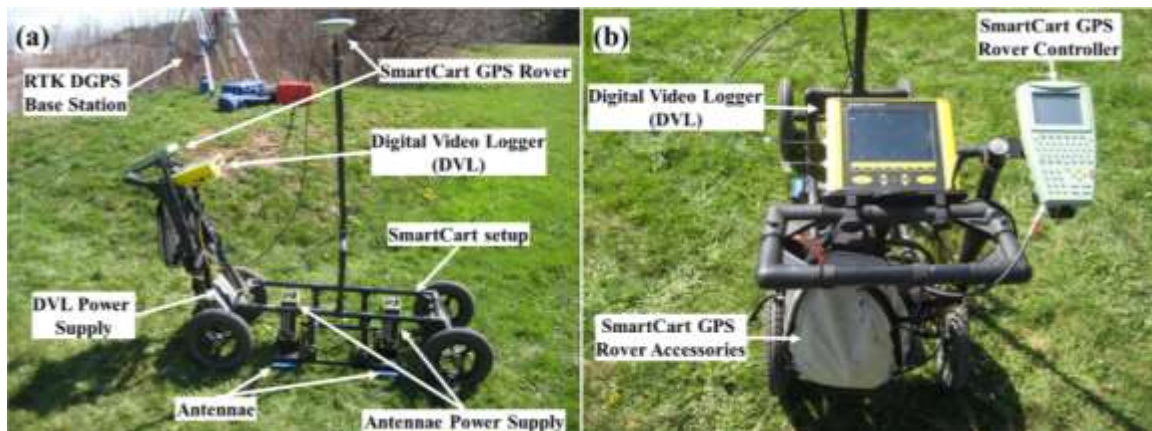 (a)
RTK DGPS
Base Station
SmartCart GPS Rover
Digital Video Logger
(DVL)
SmartCart setup
DVL Power
Supply
Antennae
Antennae Power Supply
(b)
SmartCart GPS
Rover Controller
Digital Video Logger
(DVL)
SmartCart GPS
Rover Accessories